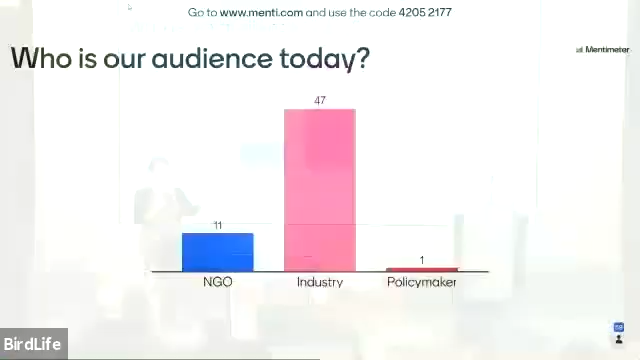 Go to www.menti.com and use the code 4205 2177
Who is our audience today?
Mentimeter
47
11
1
NGO
Industry
Policymaker
59
BirdLife